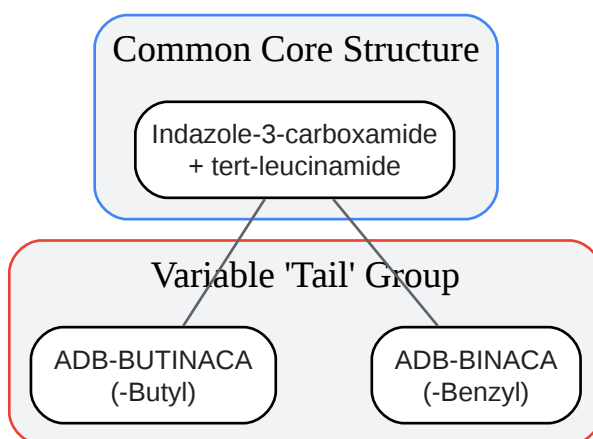 Common Core Structure
Indazole-3-carboxamide
+ tert-leucinamide
Variable 'Tail' Group
ADB-BUTINACA
(-Butyl)
ADB-BINACA
(-Benzyl)